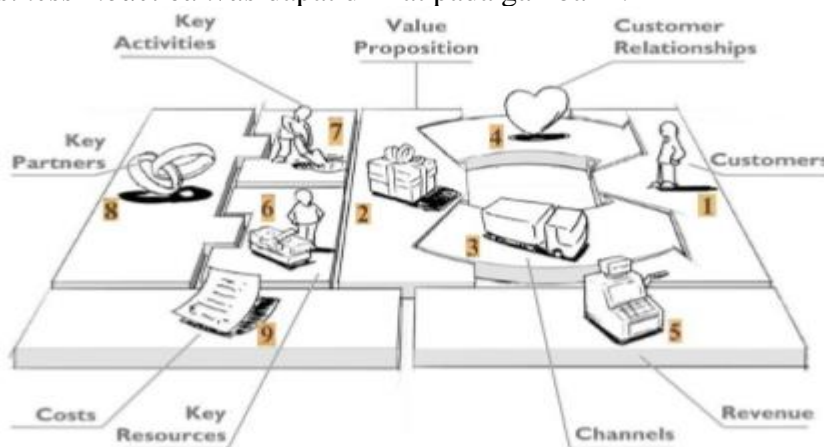 Key
Activities
Value
Proposition
Customer
Relationships
Key
Partners
Customers
7
4
8
6
2
3
1
9
5
Costs
Key
Resources
Channels
Revenue